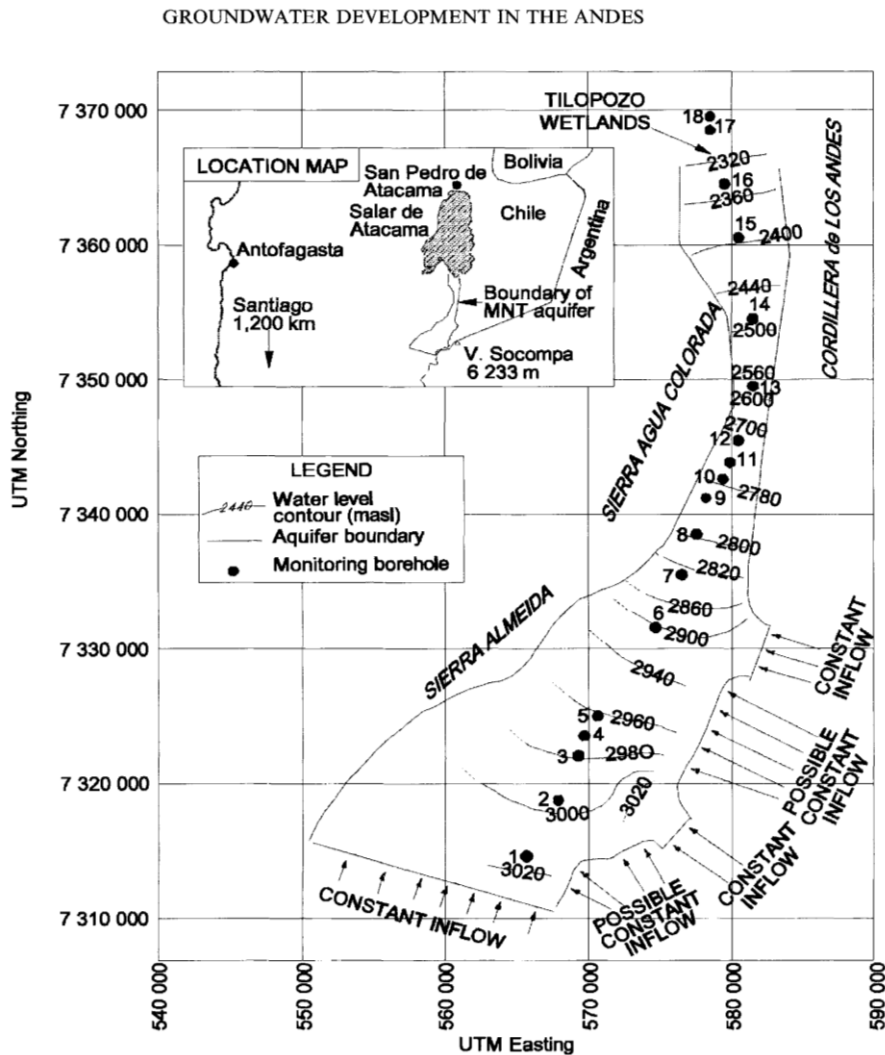 GROUNDWATER DEVELOPMENT IN THE ANDES
7 370 000
7 360 000
7 350 000
7 340 000
7 330 000
7 320 000
7 310 000
UTM Northing
540 000
550 000
560 000
570 000
580 000
590 000
UTM Easting
LOCATION MAP
San Pedro de
Atacama
Bolivia
Salar de
Atacama
Chile
Argentina
Antofagasta
Santiago
1,200 km
Boundary of
MNT aquifer
V. Socompa
6 233 m
LEGEND
2440
Water level
contour (masl)
Aquifer boundary
Monitoring borehole
TILOPOZO
WETLANDS
18
17
2320
16
2360
15
2400
2440
14
2500
2560
13
2600
2700
12
11
10
2780
9
8
2800
2820
7
2860
6
2900
2940
5
2960
4
3
2980
2
3000
3020
1
3020
CORDILLERA de LOS ANDES
SIERRA AGUA COLORADA
SIERRA ALMEIDA
CONSTANT
INFLOW
POSSIBLE
CONSTANT
INFLOW
CONSTANT
INFLOW
POSSIBLE
CONSTANT
INFLOW
CONSTANT INFLOW